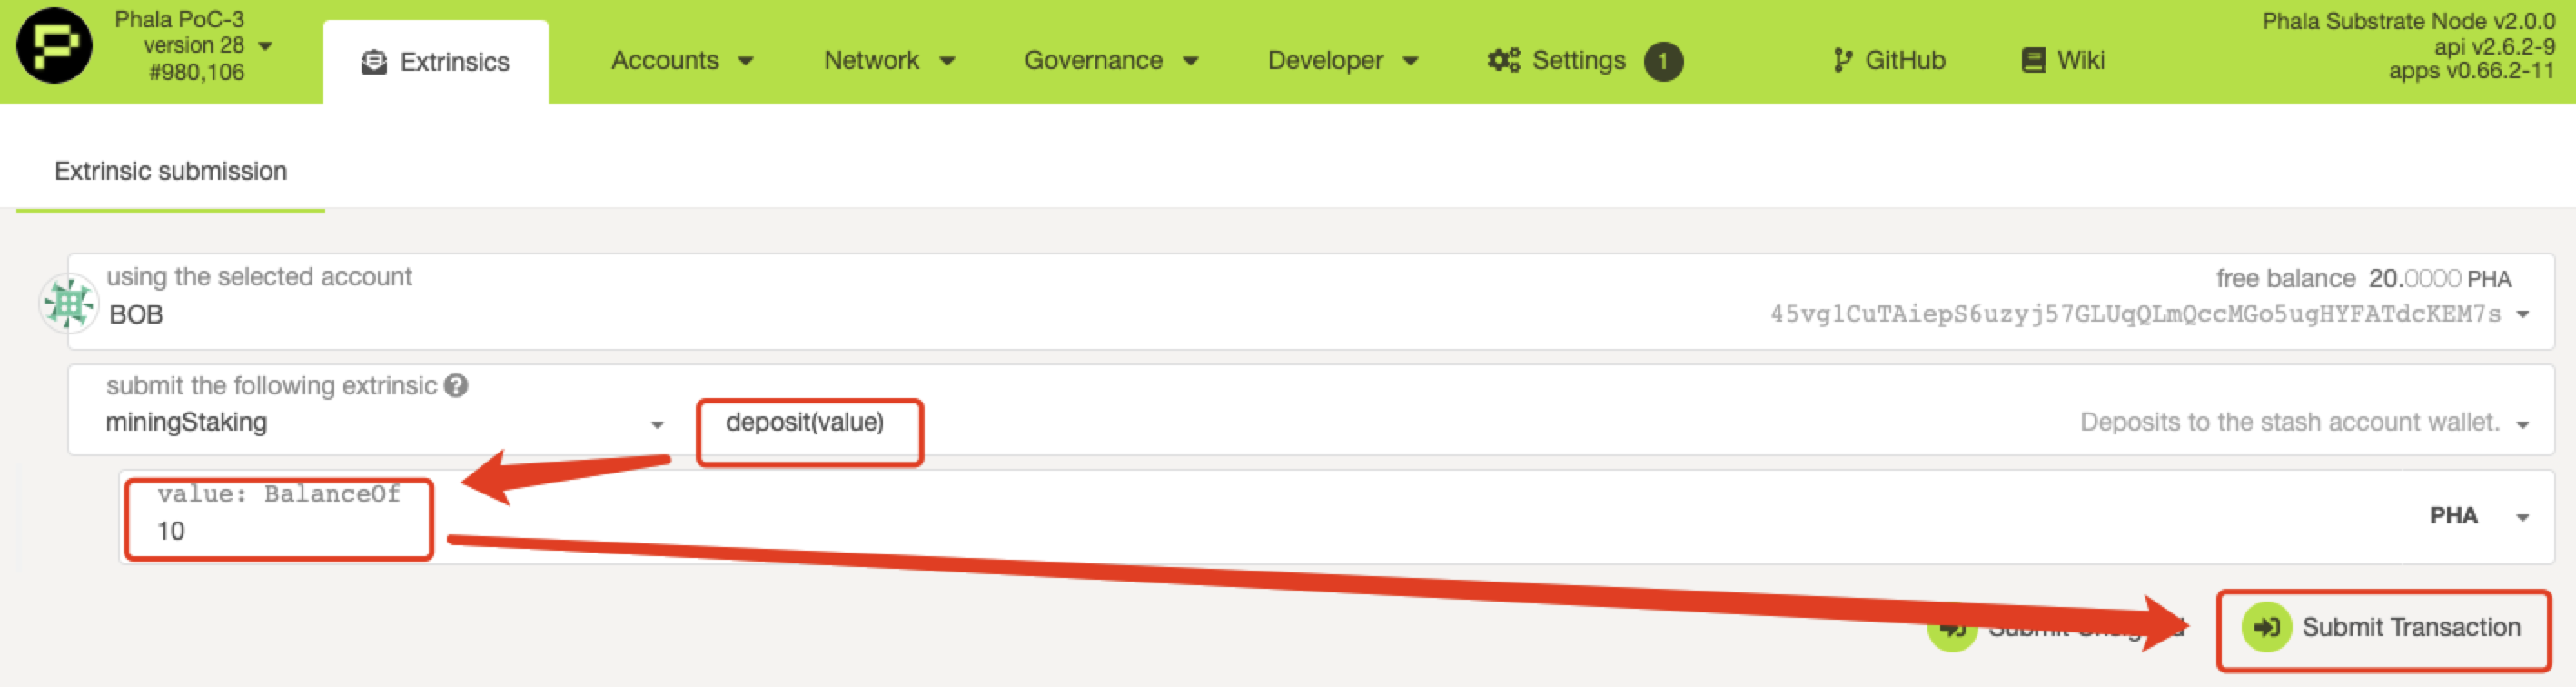 Phala PoC-3
version 28
#980,106
Extrinsics
Accounts
Network
Governance
Developer
Settings
1
GitHub
Wiki
Phala Substrate Node v2.0.0
api v2.6.2-9
apps v0.66.2-11
Extrinsic submission
using the selected account
BOB
free balance 20.0000 PHA
45vg1CuTAiepS6uzyj57GLUqQLmQccMGo5ugHYFATdcKEM7s
submit the following extrinsic
miningStaking
deposit(value)
Deposits to the stash account wallet.
value: BalanceOf
10
PHA
Submit
Submit Transaction